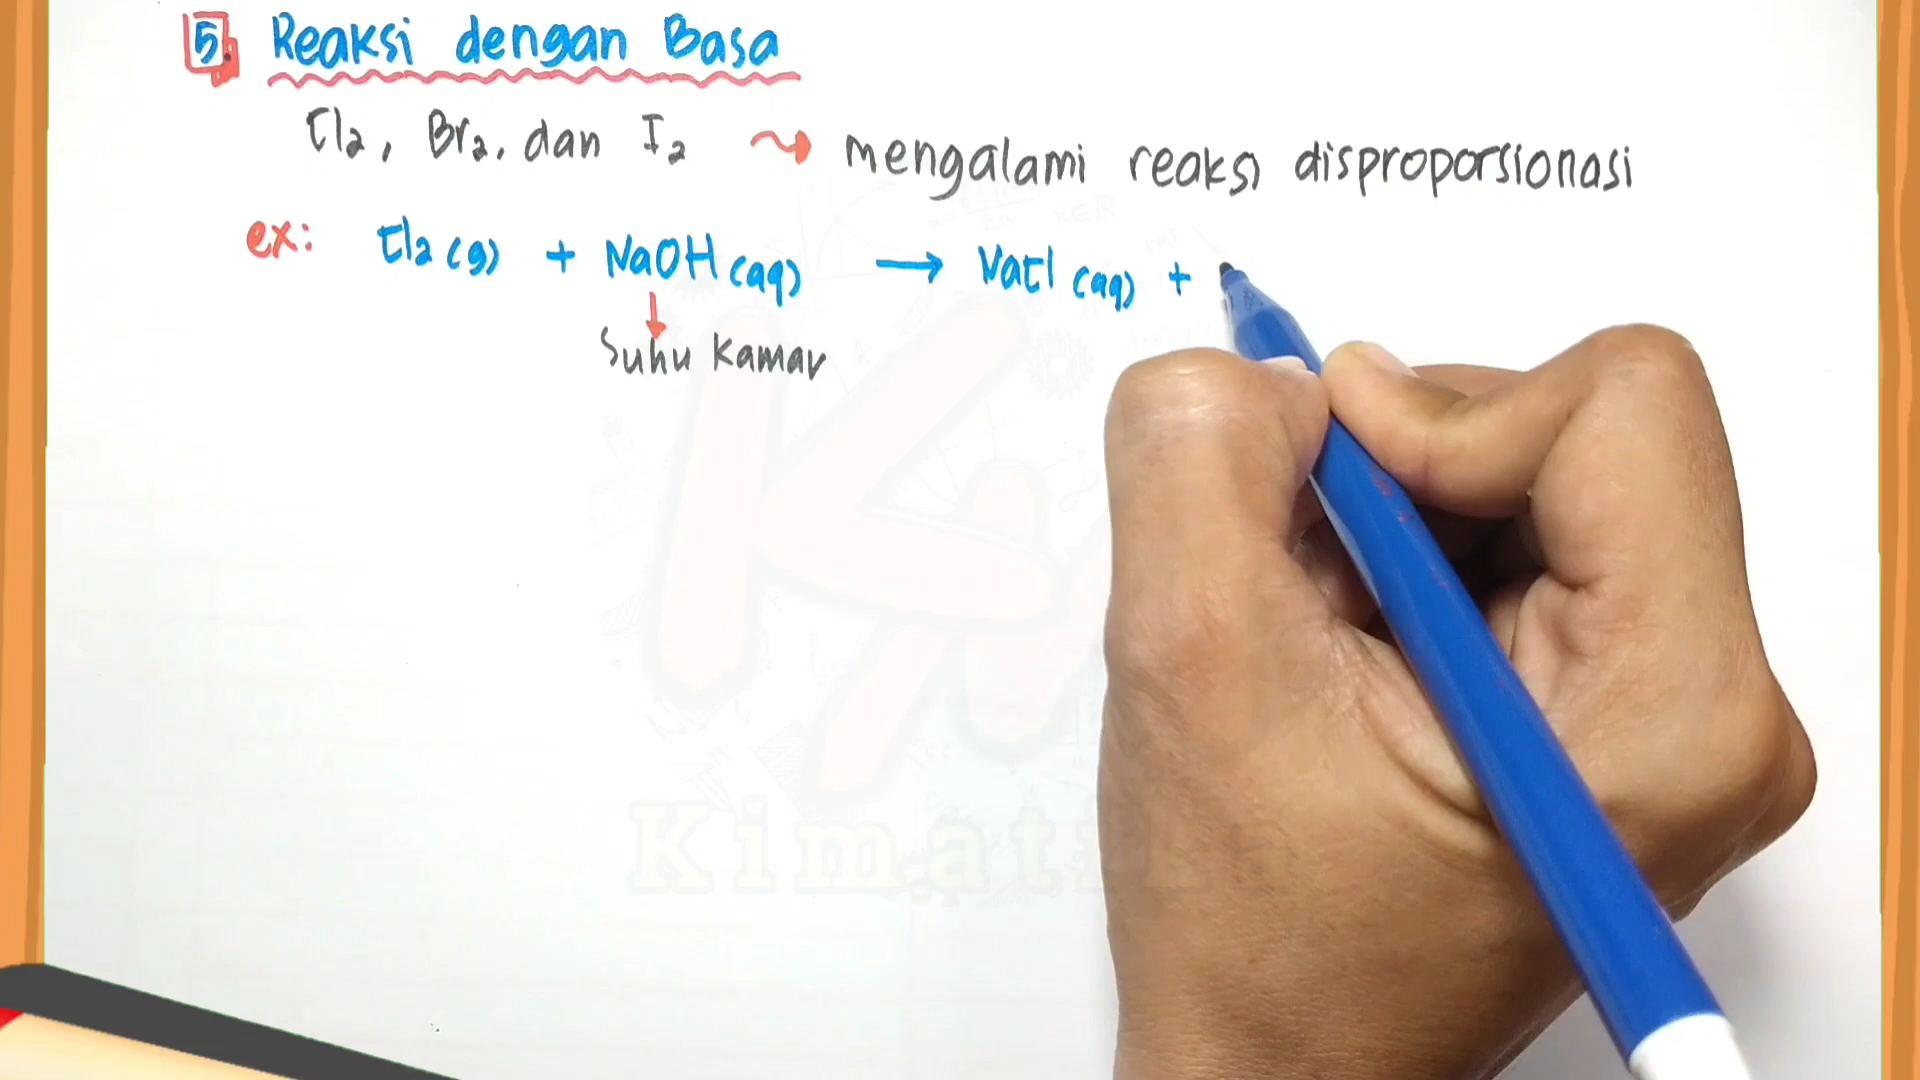 5. Reaksi dengan Basa
Cl₂, Br₂, dan I₂ ⇝ mengalami reaksi disproporsionasi
ex: Cl₂ (g) + NaOH (aq) → NaCl (aq) +
↓
Suhu Kamar
Kimatika